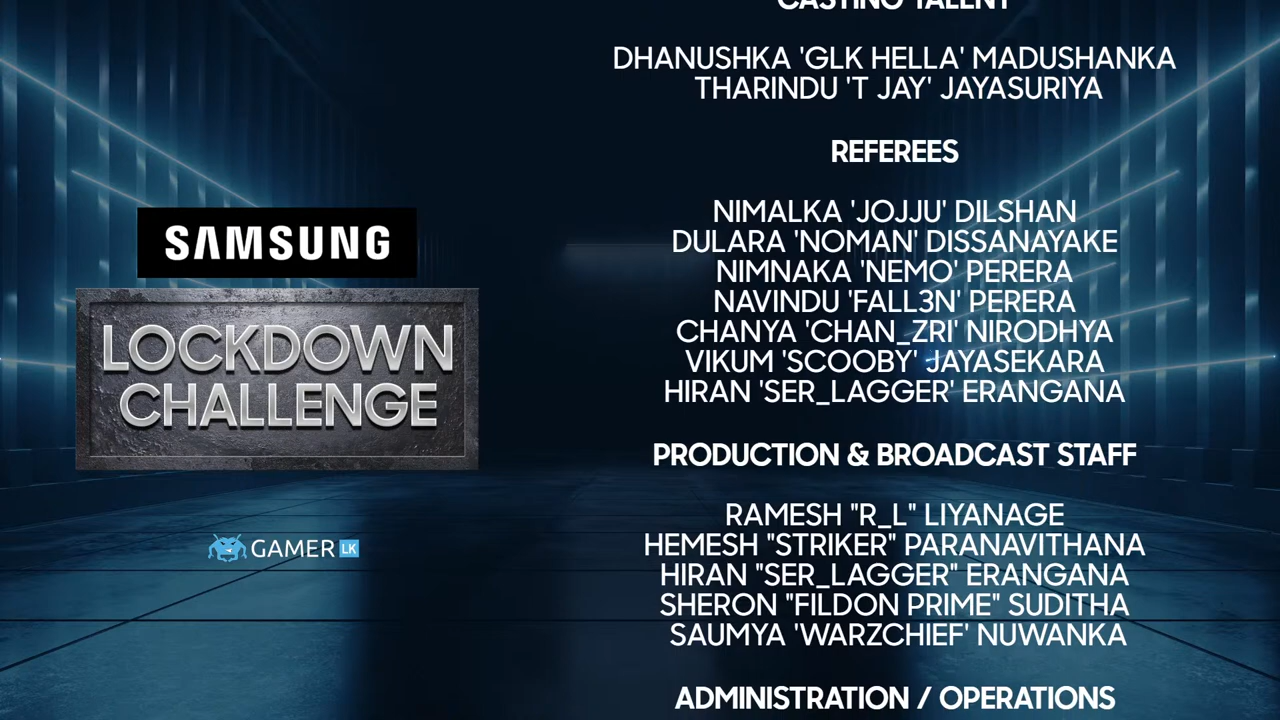 SAMSUNG
LOCKDOWN
CHALLENGE
GAMER LK
CASTING TALENT
DHANUSHKA 'GLK HELLA' MADUSHANKA
THARINDU 'T JAY' JAYASURIYA
REFEREES
NIMALKA 'JOJJU' DILSHAN
DULARA 'NOMAN' DISSANAYAKE
NIMNAKA 'NEMO' PERERA
NAVINDU 'FALL3N' PERERA
CHANYA 'CHAN_ZRI' NIRODHYA
VIKUM 'SCOOBY' JAYASEKARA
HIRAN 'SER_LAGGER' ERANGANA
PRODUCTION & BROADCAST STAFF
RAMESH "R_L" LIYANAGE
HEMESH "STRIKER" PARANAVITHANA
HIRAN "SER_LAGGER" ERANGANA
SHERON "FILDON PRIME" SUDITHA
SAUMYA 'WARZCHIEF' NUWANKA
ADMINISTRATION / OPERATIONS